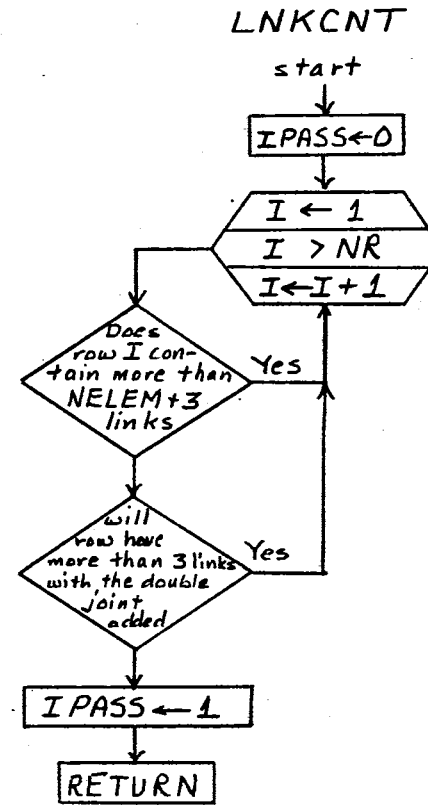 LNKCNT
start
IPASS←0
I ← 1
I > NR
I←I+1
Does
row I con-
tain more than
NELEM+3
links
Yes
will
row have
more than 3 links
with the double
joint
added
Yes
IPASS←1
RETURN